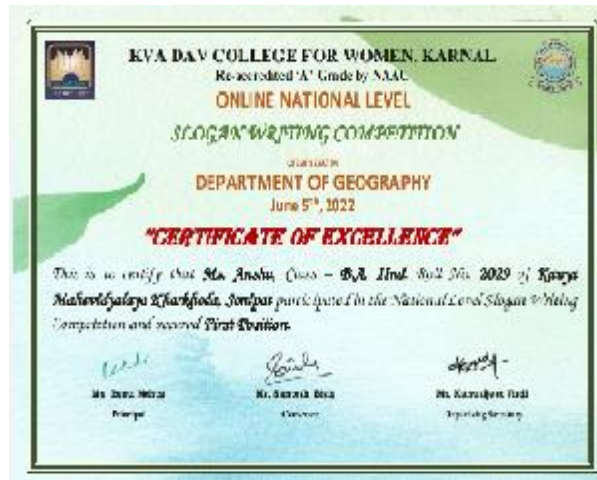 KVA DAV COLLEGE FOR WOMEN, KARNAL
Re-accredited 'A' Grade by NAAC
ONLINE NATIONAL LEVEL
SLOGAN WRITING COMPETITION
ORGANIZED BY
DEPARTMENT OF GEOGRAPHY
June 5th, 2022
"CERTIFICATE OF EXCELLENCE"
This is to certify that Ms. Anshu, Class – B.A. IInd Roll No. 2029 of Kanya
Mahavidyalaya Kharkhoda, Sonipat participated in the National Level Slogan Writing
Competition and secured First Position.
Principal
Convener
Organizing Secretary